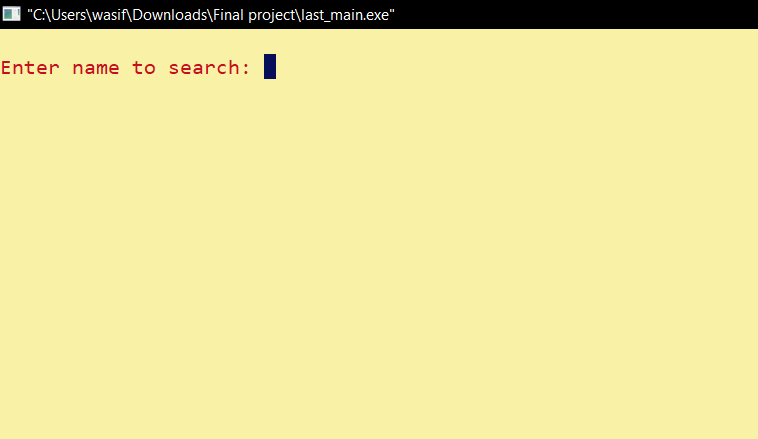 "C:\Users\wasif\Downloads\Final project\last_main.exe"
Enter name to search: